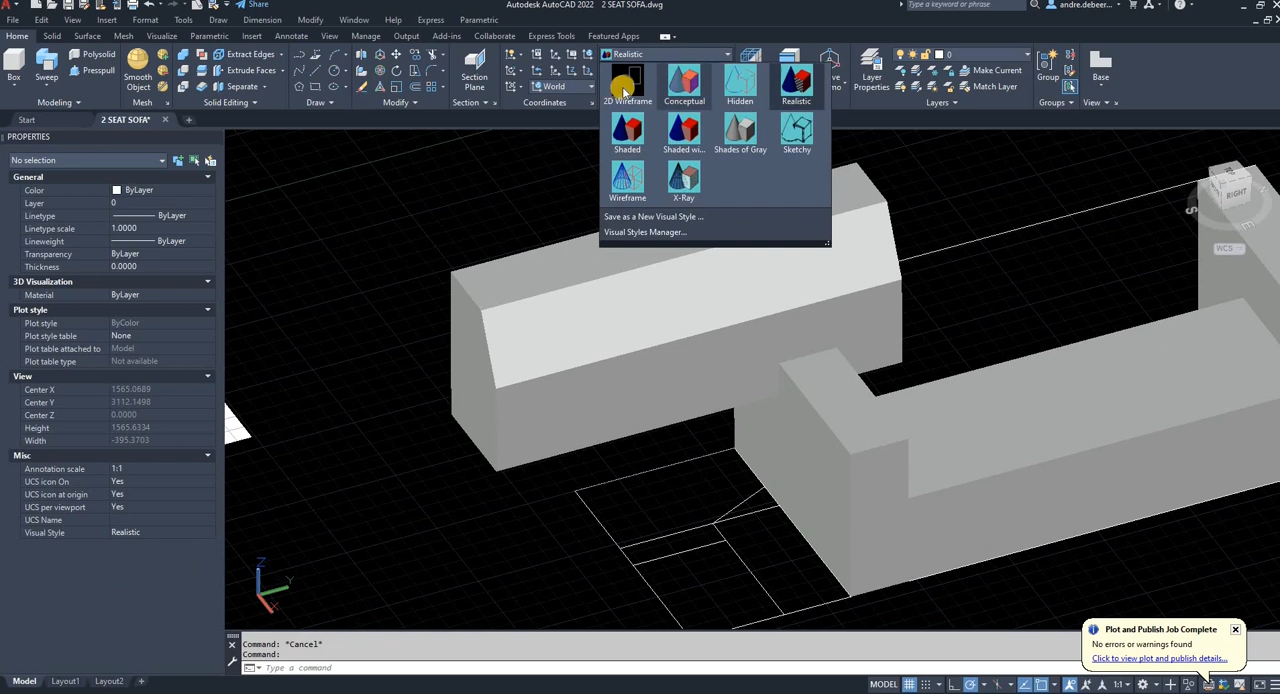 Share
Autodesk AutoCAD 2022
2 SEAT SOFA.dwg
Type a keyword or phrase
andre.debeer...
File Edit View Insert Format Tools Draw Dimension Modify Window Help Express Parametric
Home Solid Surface Mesh Visualize Parametric Insert Annotate View Manage Output Add-ins Collaborate Express Tools Featured Apps
Box
Sweep
Polysolid
Presspull
Smooth
Object
Extrude Edges
Extrude Faces
Section
Plane
World
Realistic
Layer
Properties
0
Make Current
Match Layer
Group
Base
Modeling
Mesh
Solid Editing
Draw
Modify
Section
Coordinates
Layers
Groups
View
2D Wireframe
Conceptual
Hidden
Realistic
Shaded
Shaded wi...
Shades of Gray
Sketchy
Wireframe
X-Ray
Save as a New Visual Style ...
Visual Styles Manager...
Start
2 SEAT SOFA*
PROPERTIES
No selection
General
Color ByLayer
Layer 0
Linetype ByLayer
Linetype scale 1.0000
Lineweight ByLayer
Transparency ByLayer
Thickness 0.0000
3D Visualization
Material ByLayer
Plot style
Plot style ByColor
Plot style table None
Plot table attached to Model
Plot table type Not available
View
Center X 1565.0689
Center Y 3112.1498
Center Z 0.0000
Height 1565.6334
Width -395.3703
Misc
Annotation scale 1:1
UCS icon On Yes
UCS icon at origin Yes
UCS per viewport Yes
UCS Name
Visual Style Realistic
RIGHT
S
E
WCS
Z
Y
X
Command: *Cancel*
Command:
Type a command
Plot and Publish Job Complete
No errors or warnings found
Click to view plot and publish details...
Model Layout1 Layout2 +
MODEL
1:1